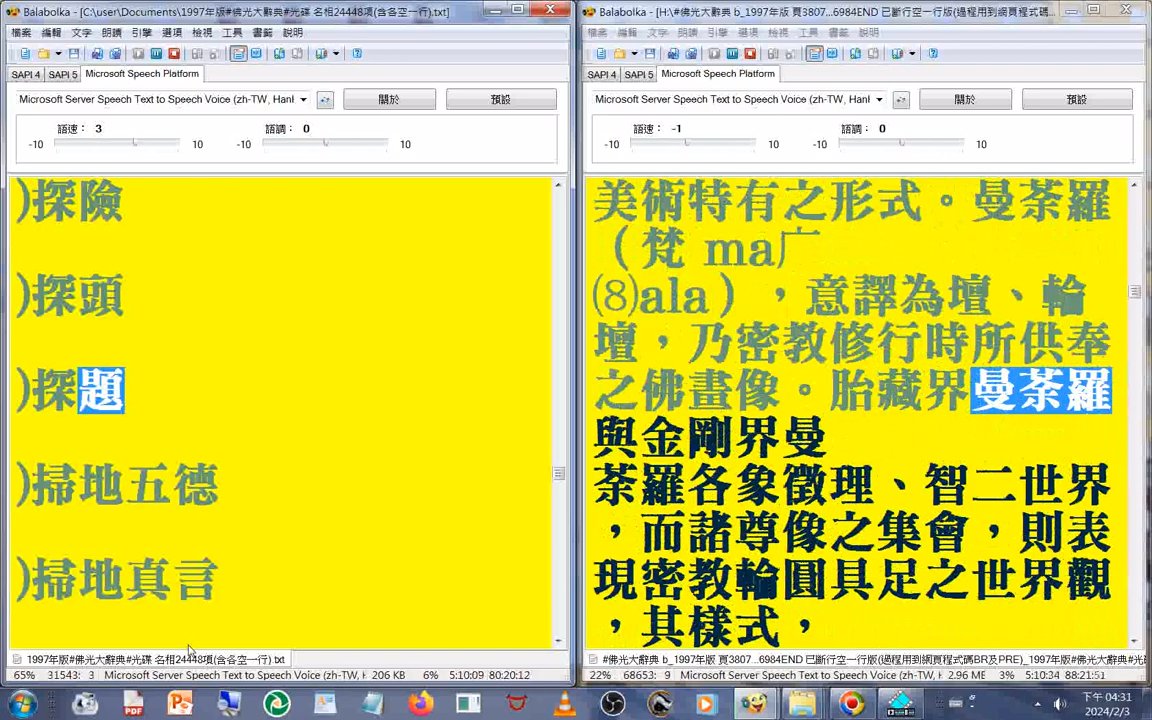 Balabolka - [C:\user\Documents\1997年版#佛光大辭典#光碟 名相24448項(含各空一行).txt]
檔案 編輯 文字 朗讀 引擎 選項 檢視 工具 書籤 說明
SAPI 4 SAPI 5 Microsoft Speech Platform
Microsoft Server Speech Text to Speech Voice (zh-TW, Hanl
關於
預設
語速： 3
語調： 0
-10 10 -10 10
)探險
)探頭
)探題
)掃地五德
)掃地真言
1997年版#佛光大辭典#光碟 名相24448項(含各空一行).txt
65% 31543: 3 Microsoft Server Speech Text to Speech Voice (zh-TW, H 206 KB 6% 5:10:09 80:20:12
Balabolka - [H:\#佛光大辭典 b_1997年版 頁3807...6984END 已斷行空一行版(過程用到網頁程式碼...
檔案 編輯 文字 朗讀 引擎 選項 檢視 工具 書籤 說明
SAPI 4 SAPI 5 Microsoft Speech Platform
Microsoft Server Speech Text to Speech Voice (zh-TW, Hanl
關於
預設
語速： -1
語調： 0
-10 10 -10 10
美術特有之形式。曼荼羅
（梵 ma广
⑻ala），意譯為壇、輪
壇，乃密教修行時所供奉
之佛畫像。胎藏界曼荼羅
與金剛界曼
荼羅各象徵理、智二世界
，而諸尊像之集會，則表
現密教輪圓具足之世界觀
，其樣式，
#佛光大辭典 b_1997年版 頁3807...6984END 已斷行空一行版(過程用到網頁程式碼BR及PRE)_1997年版#光
22% 68653: 9 Microsoft Server Speech Text to Speech Voice (zh-TW, H 2.96 ME 3% 5:10:34 88:21:51
下午 04:31
2024/2/3